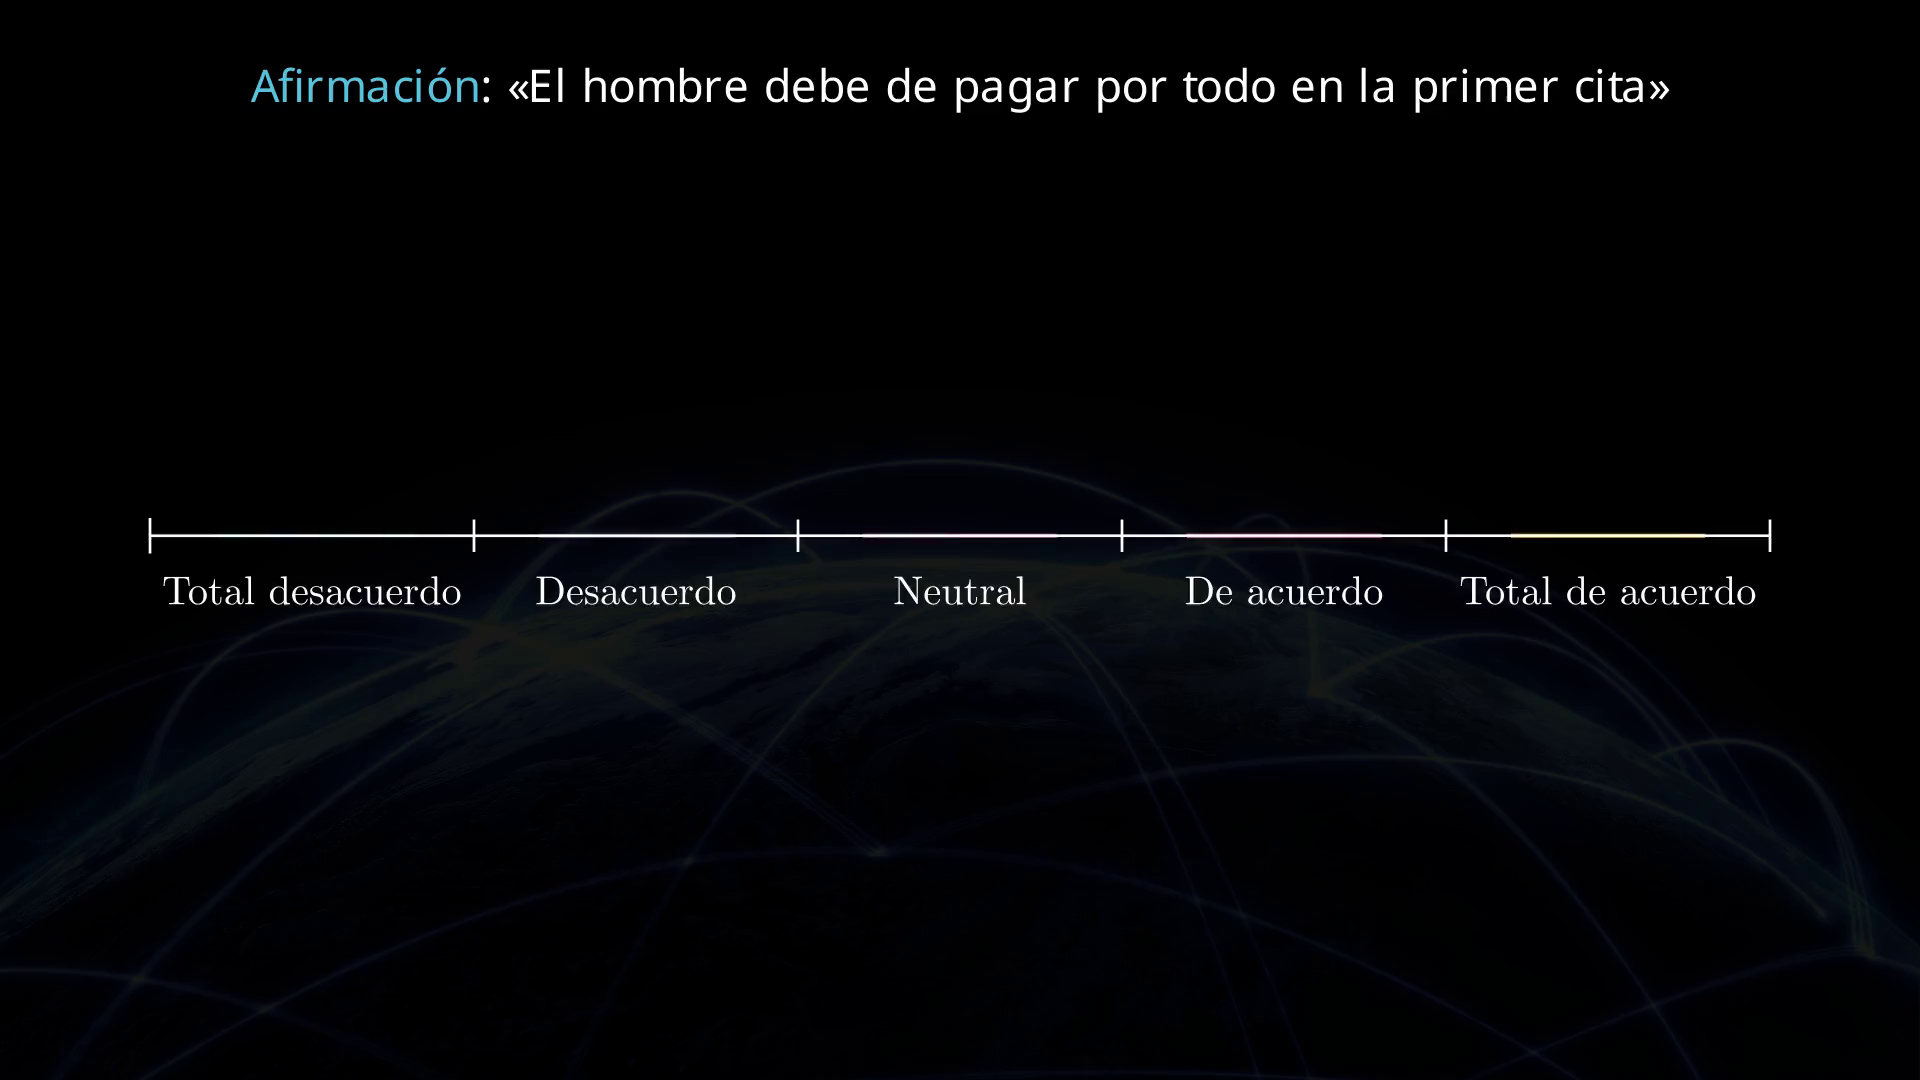 Afirmación: «El hombre debe de pagar por todo en la primer cita»
Total desacuerdo Desacuerdo Neutral De acuerdo Total de acuerdo